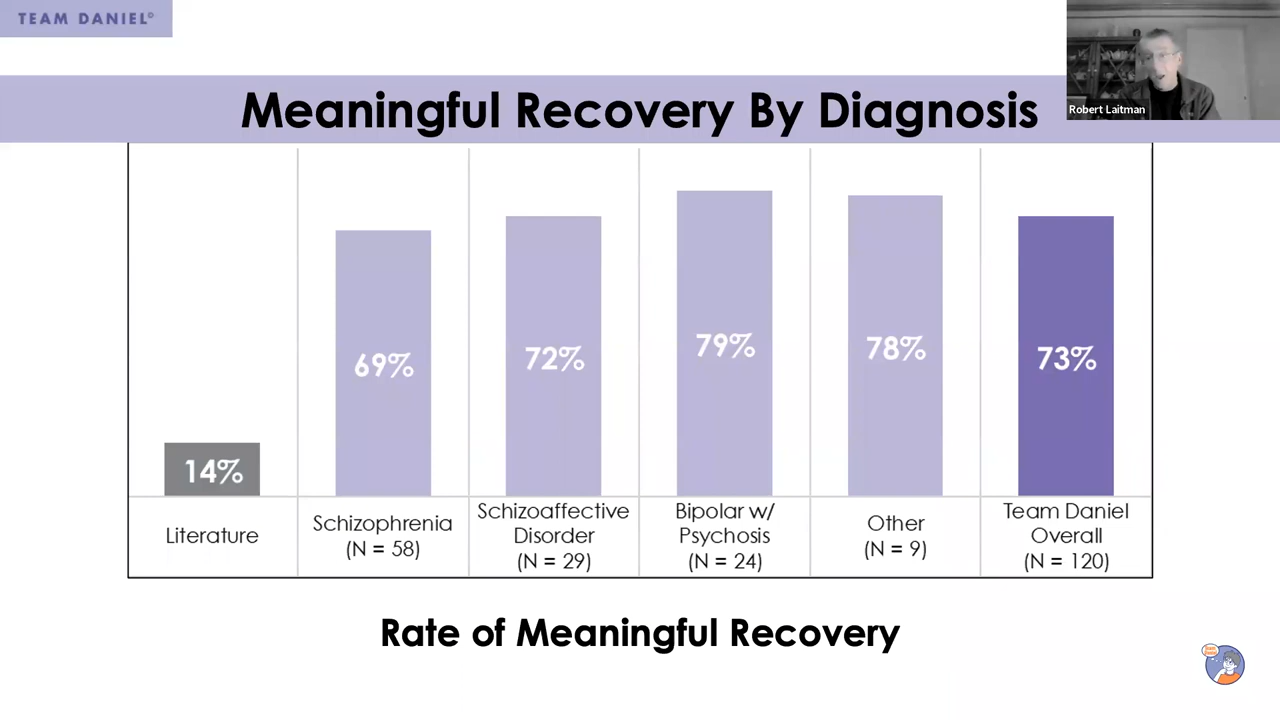 TEAM DANIEL©
Robert Laitman
Meaningful Recovery By Diagnosis
14%
69%
72%
79%
78%
73%
Literature
Schizophrenia
(N = 58)
Schizoaffective
Disorder
(N = 29)
Bipolar w/
Psychosis
(N = 24)
Other
(N = 9)
Team Daniel
Overall
(N = 120)
Rate of Meaningful Recovery